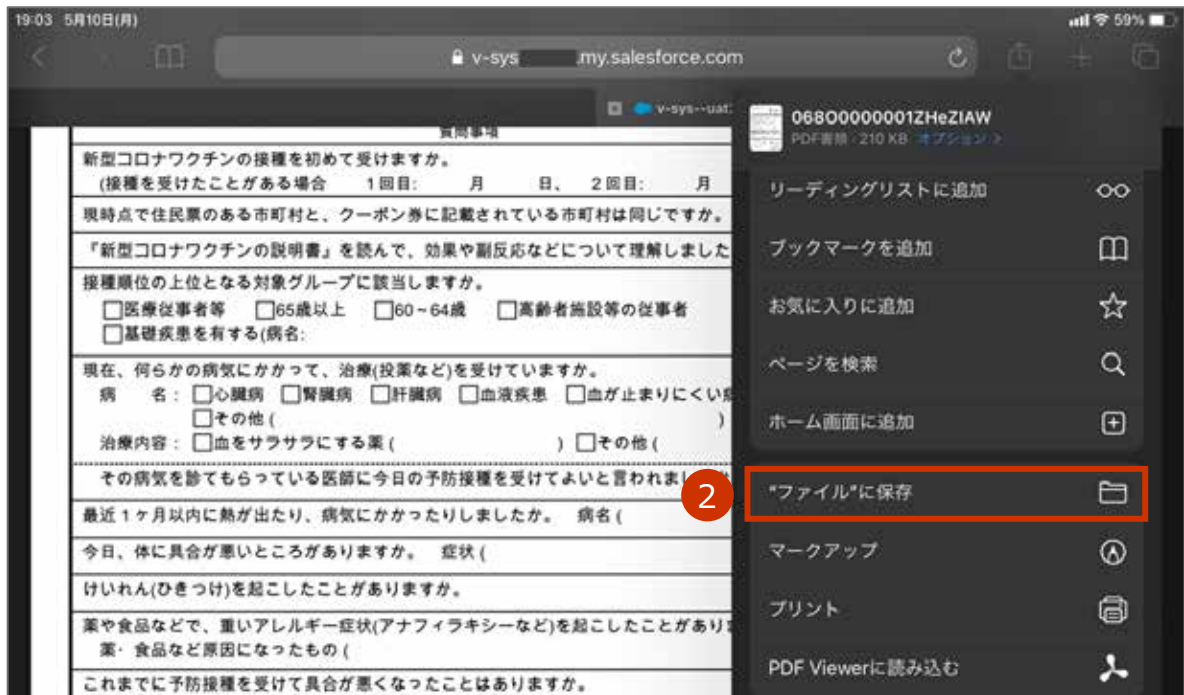 19:03 5月10日(月)
59%
v-sys
.my.salesforce.com
v-sys--uat
質問事項
新型コロナワクチンの接種を初めて受けますか。
(接種を受けたことがある場合 1回目: 月 日、 2回目: 月
現時点で住民票のある市町村と、クーポン券に記載されている市町村は同じですか。
『新型コロナワクチンの説明書』を読んで、効果や副反応などについて理解しました
接種順位の上位となる対象グループに該当しますか。
□医療従事者等 □65歳以上 □60~64歳 □高齢者施設等の従事者
□基礎疾患を有する(病名:
現在、何らかの病気にかかって、治療(投薬など)を受けていますか。
病 名: □心臓病 □腎臓病 □肝臓病 □血液疾患 □血が止まりにくい
□その他( )
治療内容: □血をサラサラにする薬( ) □その他(
その病気を診てもらっている医師に今日の予防接種を受けてよいと言われま
最近1ヶ月以内に熱が出たり、病気にかかったりしましたか。 病名(
今日、体に具合が悪いところがありますか。 症状(
けいれん(ひきつけ)を起こしたことがありますか。
薬や食品などで、重いアレルギー症状(アナフィラキシーなど)を起こしたことがあり
薬・食品など原因になったもの(
これまでに予防接種を受けて具合が悪くなったことはありますか。
068O0000001ZHeZIAW
PDF書類・210 KB オプション >
リーディングリストに追加
ブックマークを追加
お気に入りに追加
ページを検索
ホーム画面に追加
2
"ファイル"に保存
マークアップ
プリント
PDF Viewerに読み込む